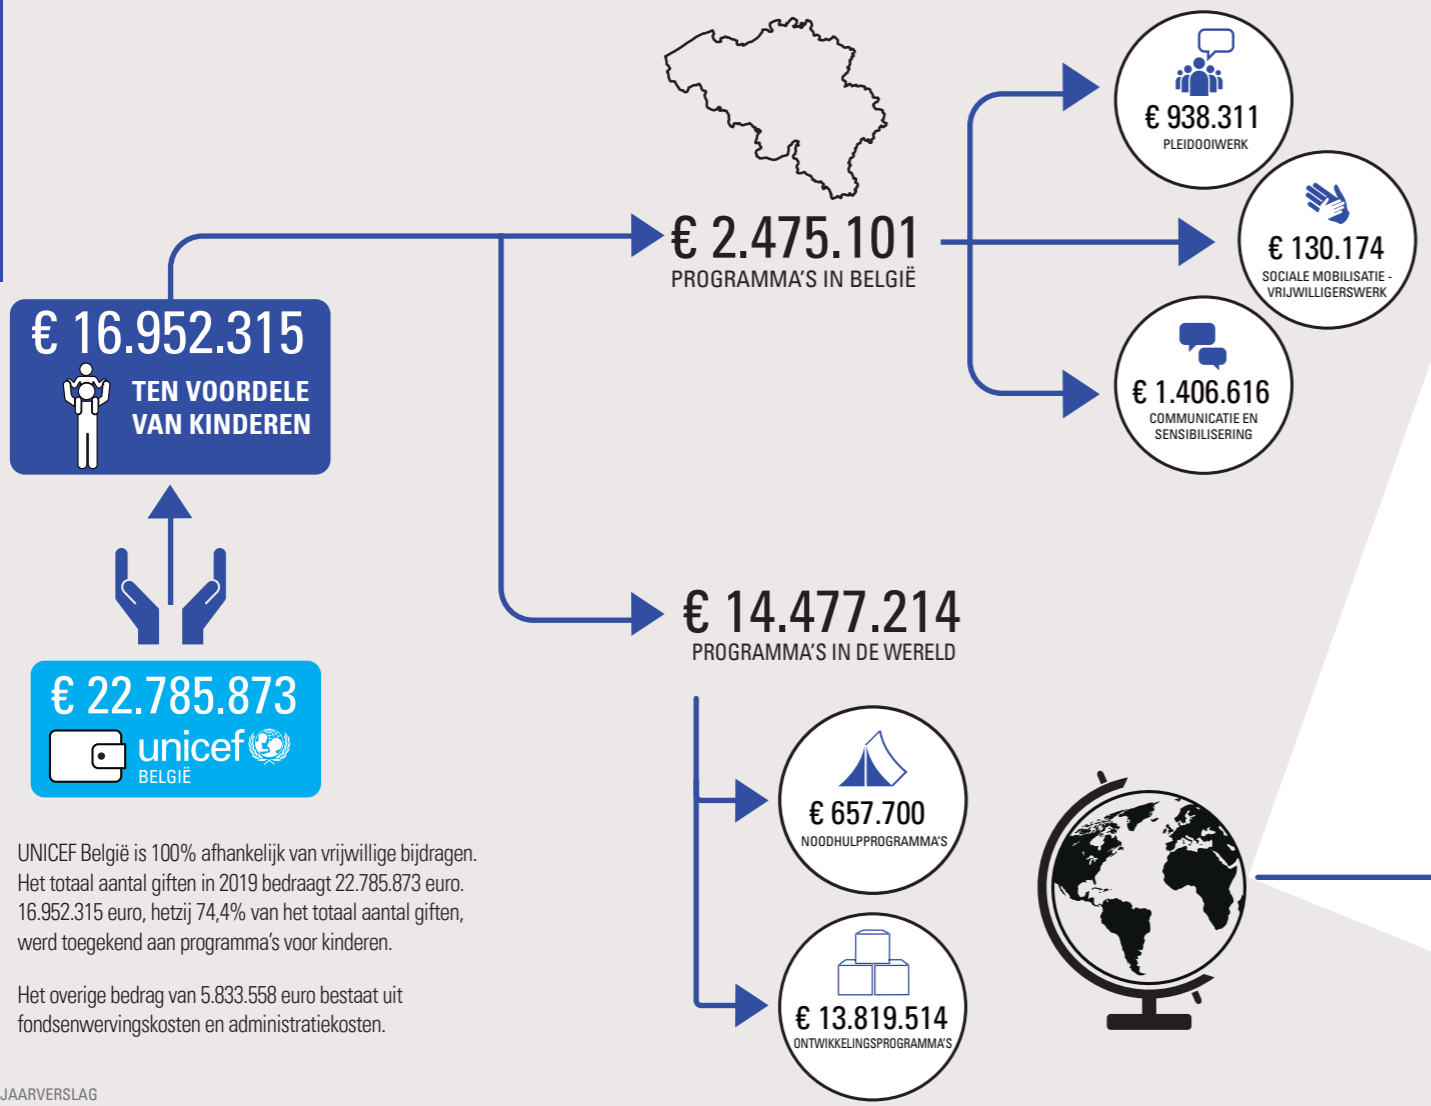 € 938.311
PLEIDOOIWERK
€ 2.475.101
PROGRAMMA'S IN BELGIË
€ 130.174
SOCIALE MOBILISATIE -
VRIJWILLIGERSWERK
€ 1.406.616
COMMUNICATIE EN
SENSIBILISERING
€ 16.952.315
TEN VOORDELE
VAN KINDEREN
€ 14.477.214
PROGRAMMA'S IN DE WERELD
€ 22.785.873
unicef
BELGIË
€ 657.700
NOODHULPPROGRAMMA'S
€ 13.819.514
ONTWIKKELINGSPROGRAMMA'S
UNICEF België is 100% afhankelijk van vrijwillige bijdragen.
Het totaal aantal giften in 2019 bedraagt 22.785.873 euro.
16.952.315 euro, hetzij 74,4% van het totaal aantal giften,
werd toegekend aan programma's voor kinderen.
Het overige bedrag van 5.833.558 euro bestaat uit
fondsenwervingskosten en administratiekosten.
JAARVERSLAG